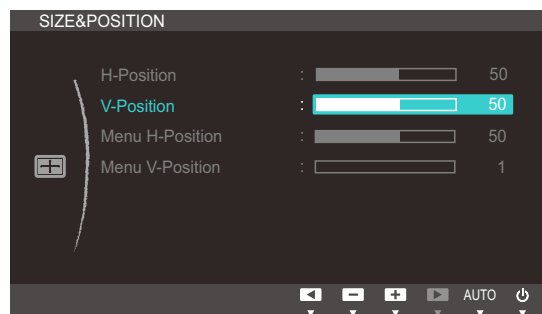 SIZE&POSITION
H-Position : 50
V-Position : 50
Menu H-Position : 50
Menu V-Position : 1
AUTO